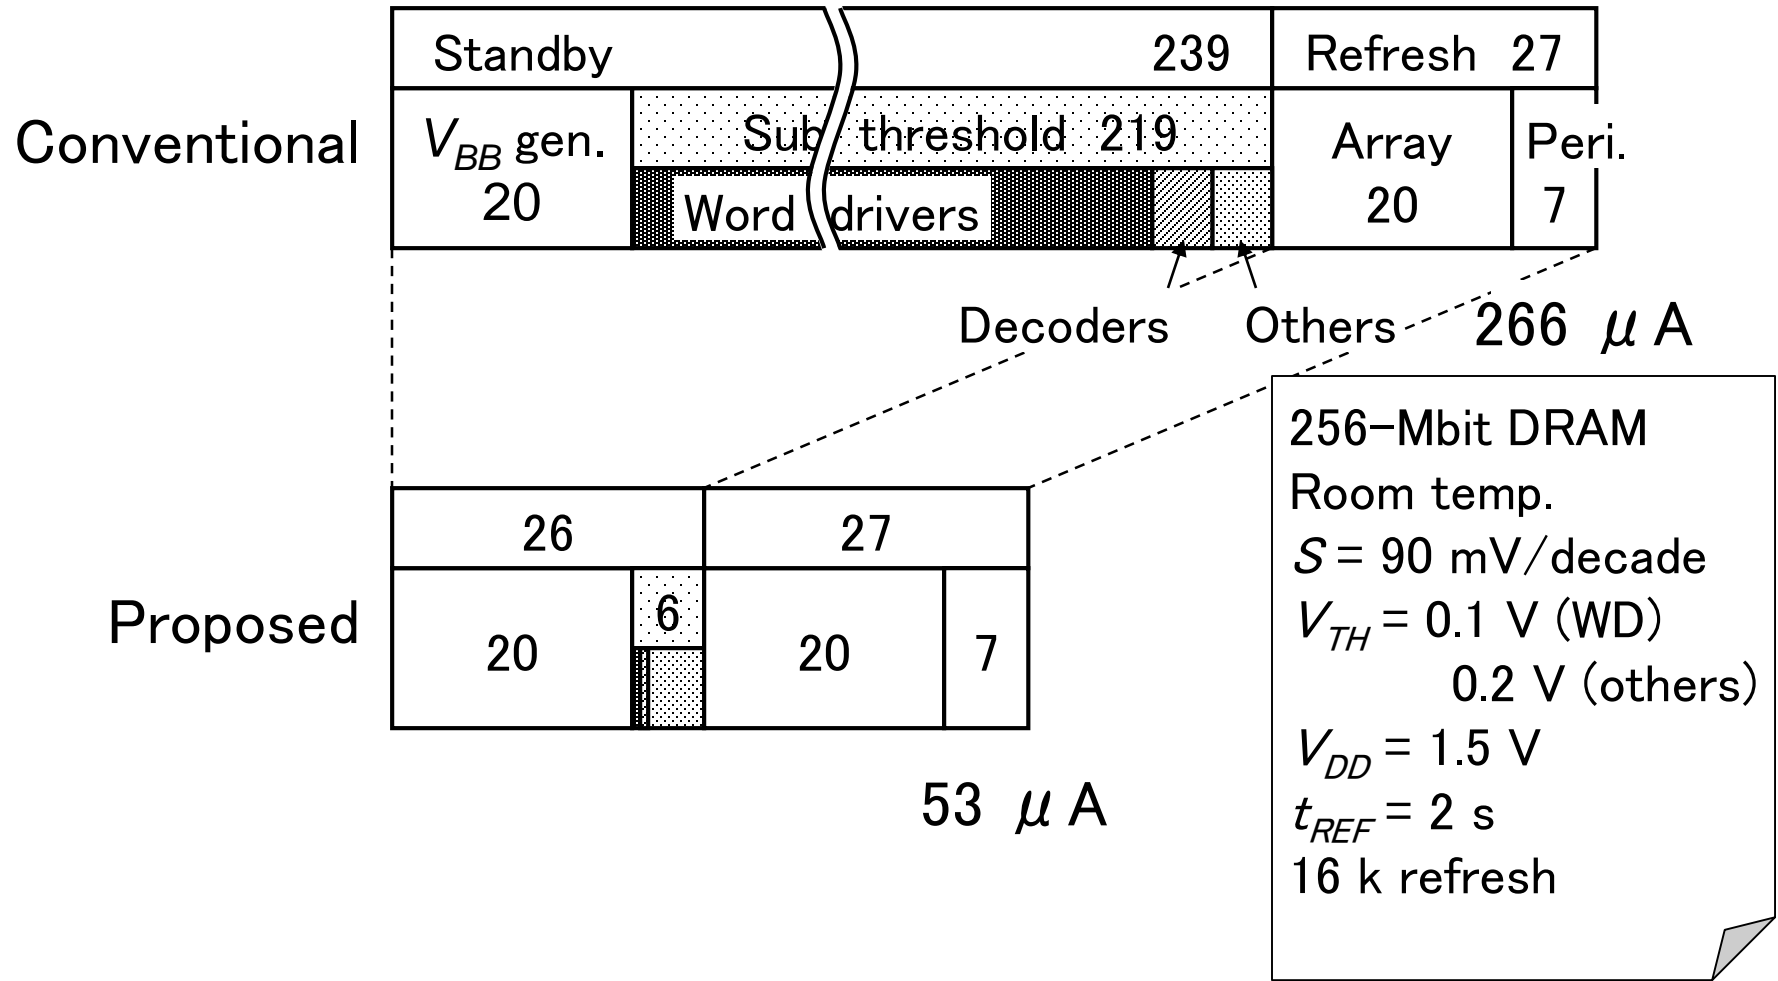 Standby 239 Refresh 27
Conventional
V_BB gen. Sub threshold 219 Array Peri.
20 Word drivers 20 7
Decoders Others 266 μA
256-Mbit DRAM
Room temp.
S = 90 mV/decade
V_TH = 0.1 V (WD)
0.2 V (others)
V_DD = 1.5 V
t_REF = 2 s
16 k refresh
26 27
Proposed
20 6 20 7
53 μA